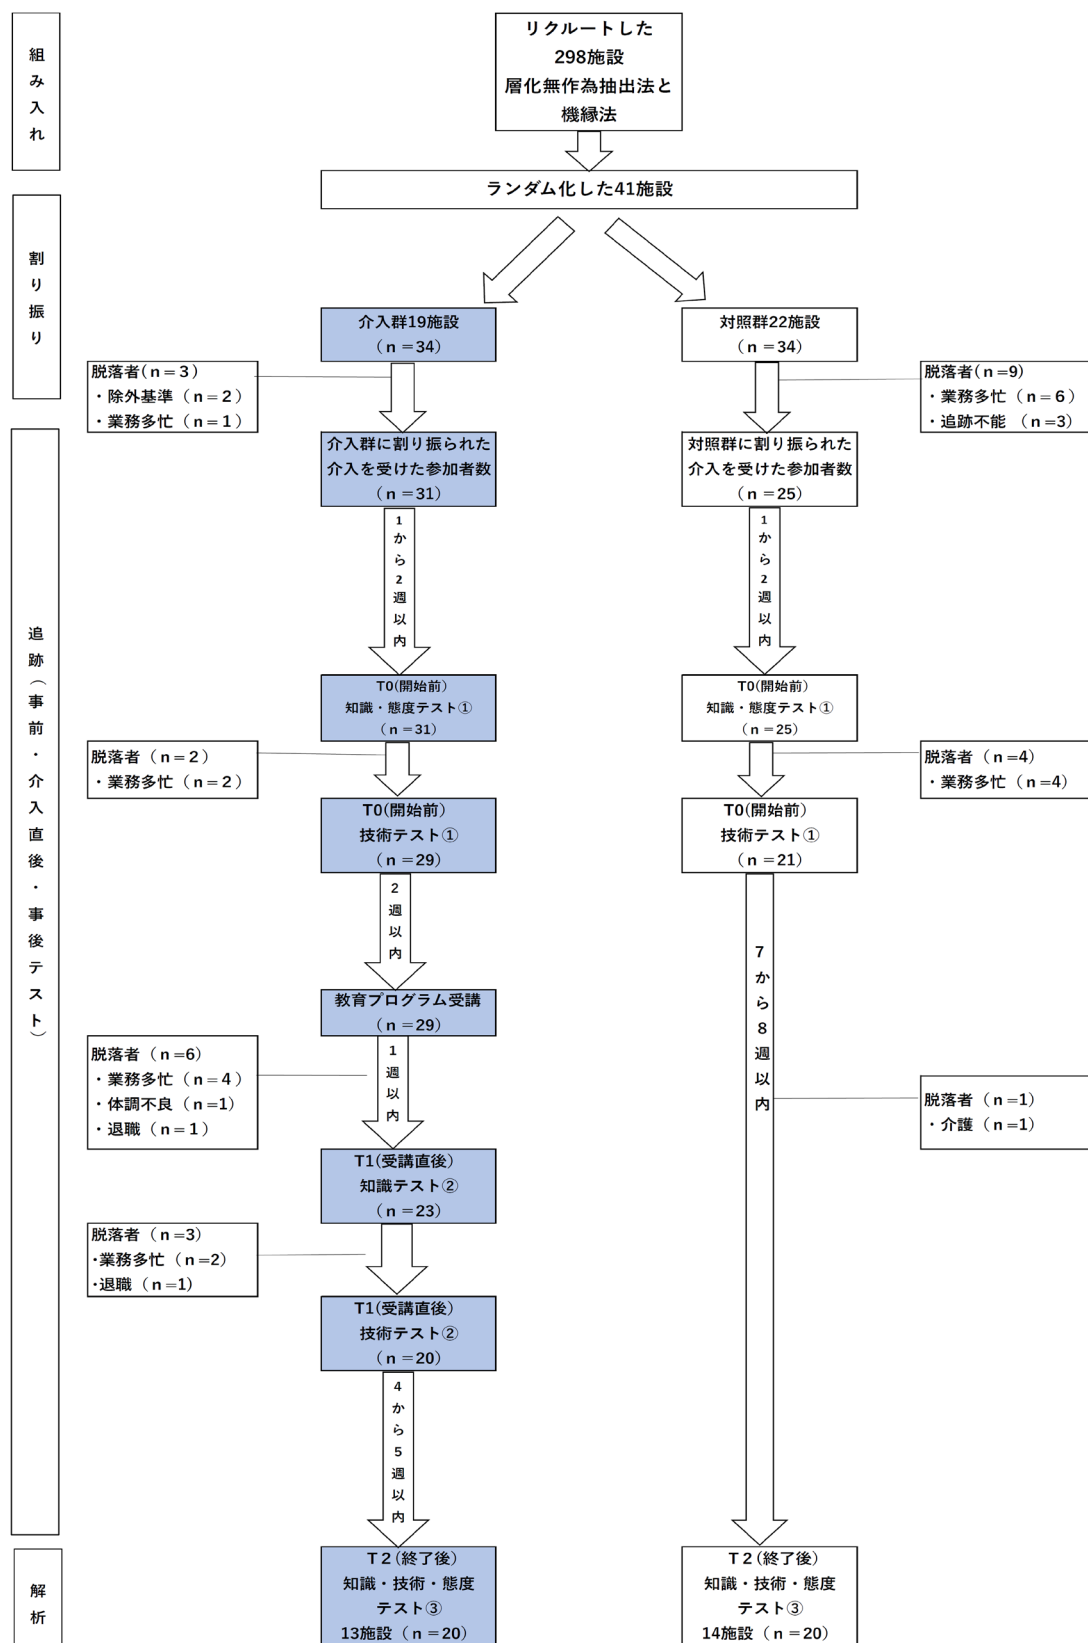 組み入れ
リクルートした
298施設
層化無作為抽出法と
機縁法
ランダム化した41施設
割り振り
介入群19施設
（n＝34）
対照群22施設
（n＝34）
脱落者(n＝3）
・除外基準（n＝2）
・業務多忙（n＝1）
脱落者(n＝9)
・業務多忙（n＝6）
・追跡不能（n＝3)
介入群に割り振られた
介入を受けた参加者数
（n＝31）
対照群に割り振られた
介入を受けた参加者数
（n＝25）
追跡（事前・介入直後・事後テスト）
1から2週以内
1から2週以内
T0(開始前)
知識・態度テスト①
（n＝31)
T0(開始前)
知識・態度テスト①
（n＝25）
脱落者（n＝2）
・業務多忙（n＝2）
脱落者（n＝4）
・業務多忙（n＝4)
T0(開始前)
技術テスト①
（n＝29）
T0(開始前)
技術テスト①
（n＝21）
2週以内
7から8週以内
教育プログラム受講
（n＝29）
脱落者（n＝6）
・業務多忙（n＝4）
・体調不良（n＝1）
・退職（n＝1）
1週以内
脱落者（n＝1）
・介護（n＝1）
T1(受講直後)
知識テスト②
（n＝23）
脱落者（n＝3）
・業務多忙（n＝2）
・退職（n＝1）
T1(受講直後)
技術テスト②
（n＝20）
4から5週以内
解析
T２(終了後)
知識・技術・態度
テスト③
13施設（n＝20）
T２(終了後)
知識・技術・態度
テスト③
14施設（n＝20）